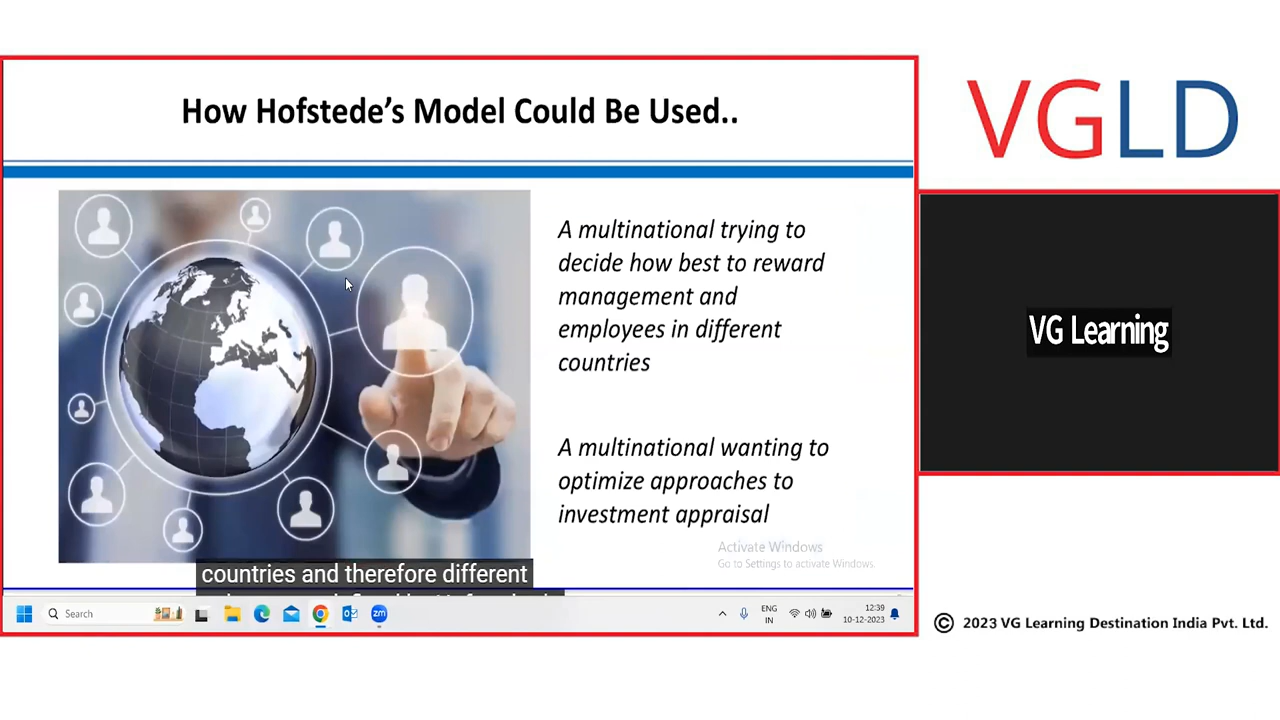 How Hofstede's Model Could Be Used..
A multinational trying to
decide how best to reward
management and
employees in different
countries
A multinational wanting to
optimize approaches to
investment appraisal
Activate Windows
Go to Settings to activate Windows.
countries and therefore different
Search
ENG
IN
12:39
10-12-2023
zm
VGLD
VG Learning
© 2023 VG Learning Destination India Pvt. Ltd.